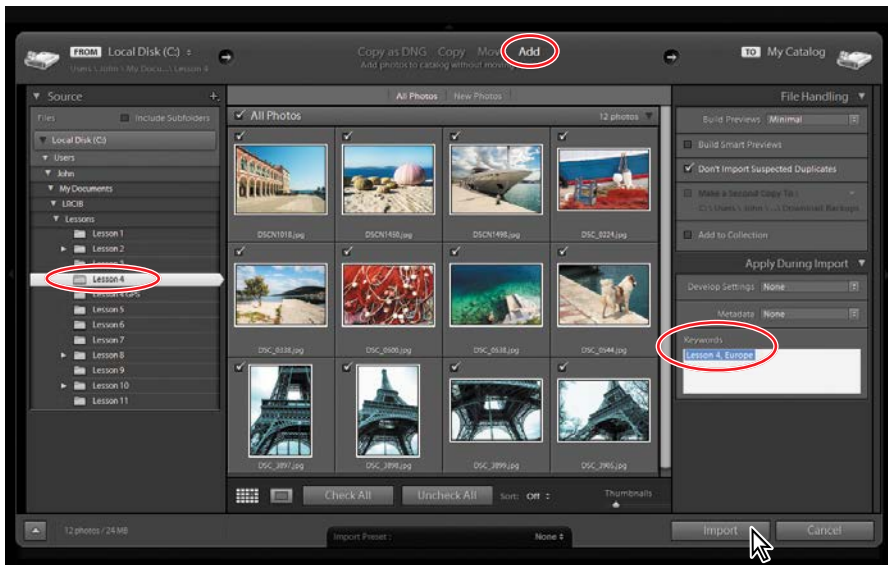 FROM Local Disk (C:)
Users \ John \ My Docu...\ Lesson 4
Copy as DNG Copy Mov Add
Add photos to catalog without moving
TO My Catalog
Source
Files Include Subfolders
Local Disk (C:)
Users
John
My Documents
LRCIB
Lessons
Lesson 1
Lesson 2
Lesson 3
Lesson 4
Lesson 4 GPS
Lesson 5
Lesson 6
Lesson 7
Lesson 8
Lesson 9
Lesson 10
Lesson 11
All Photos New Photos
All Photos 12 photos
DSCN1018.jpg DSCN1430.jpg DSCN1498.jpg DSC_0224.jpg
DSC_0338.jpg DSC_0500.jpg DSC_0538.jpg DSC_0544.jpg
DSC_3897.jpg DSC_3898.jpg DSC_3899.jpg DSC_3905.jpg
Check All Uncheck All Sort: Off Thumbnails
File Handling
Build Previews Minimal
Build Smart Previews
Don't Import Suspected Duplicates
Make a Second Copy To :
C:\ Users \ John \ ...\ Download Backups
Add to Collection
Apply During Import
Develop Settings None
Metadata None
Keywords
Lesson 4, Europe
12 photos / 24 MB
Import Preset : None
Import Cancel